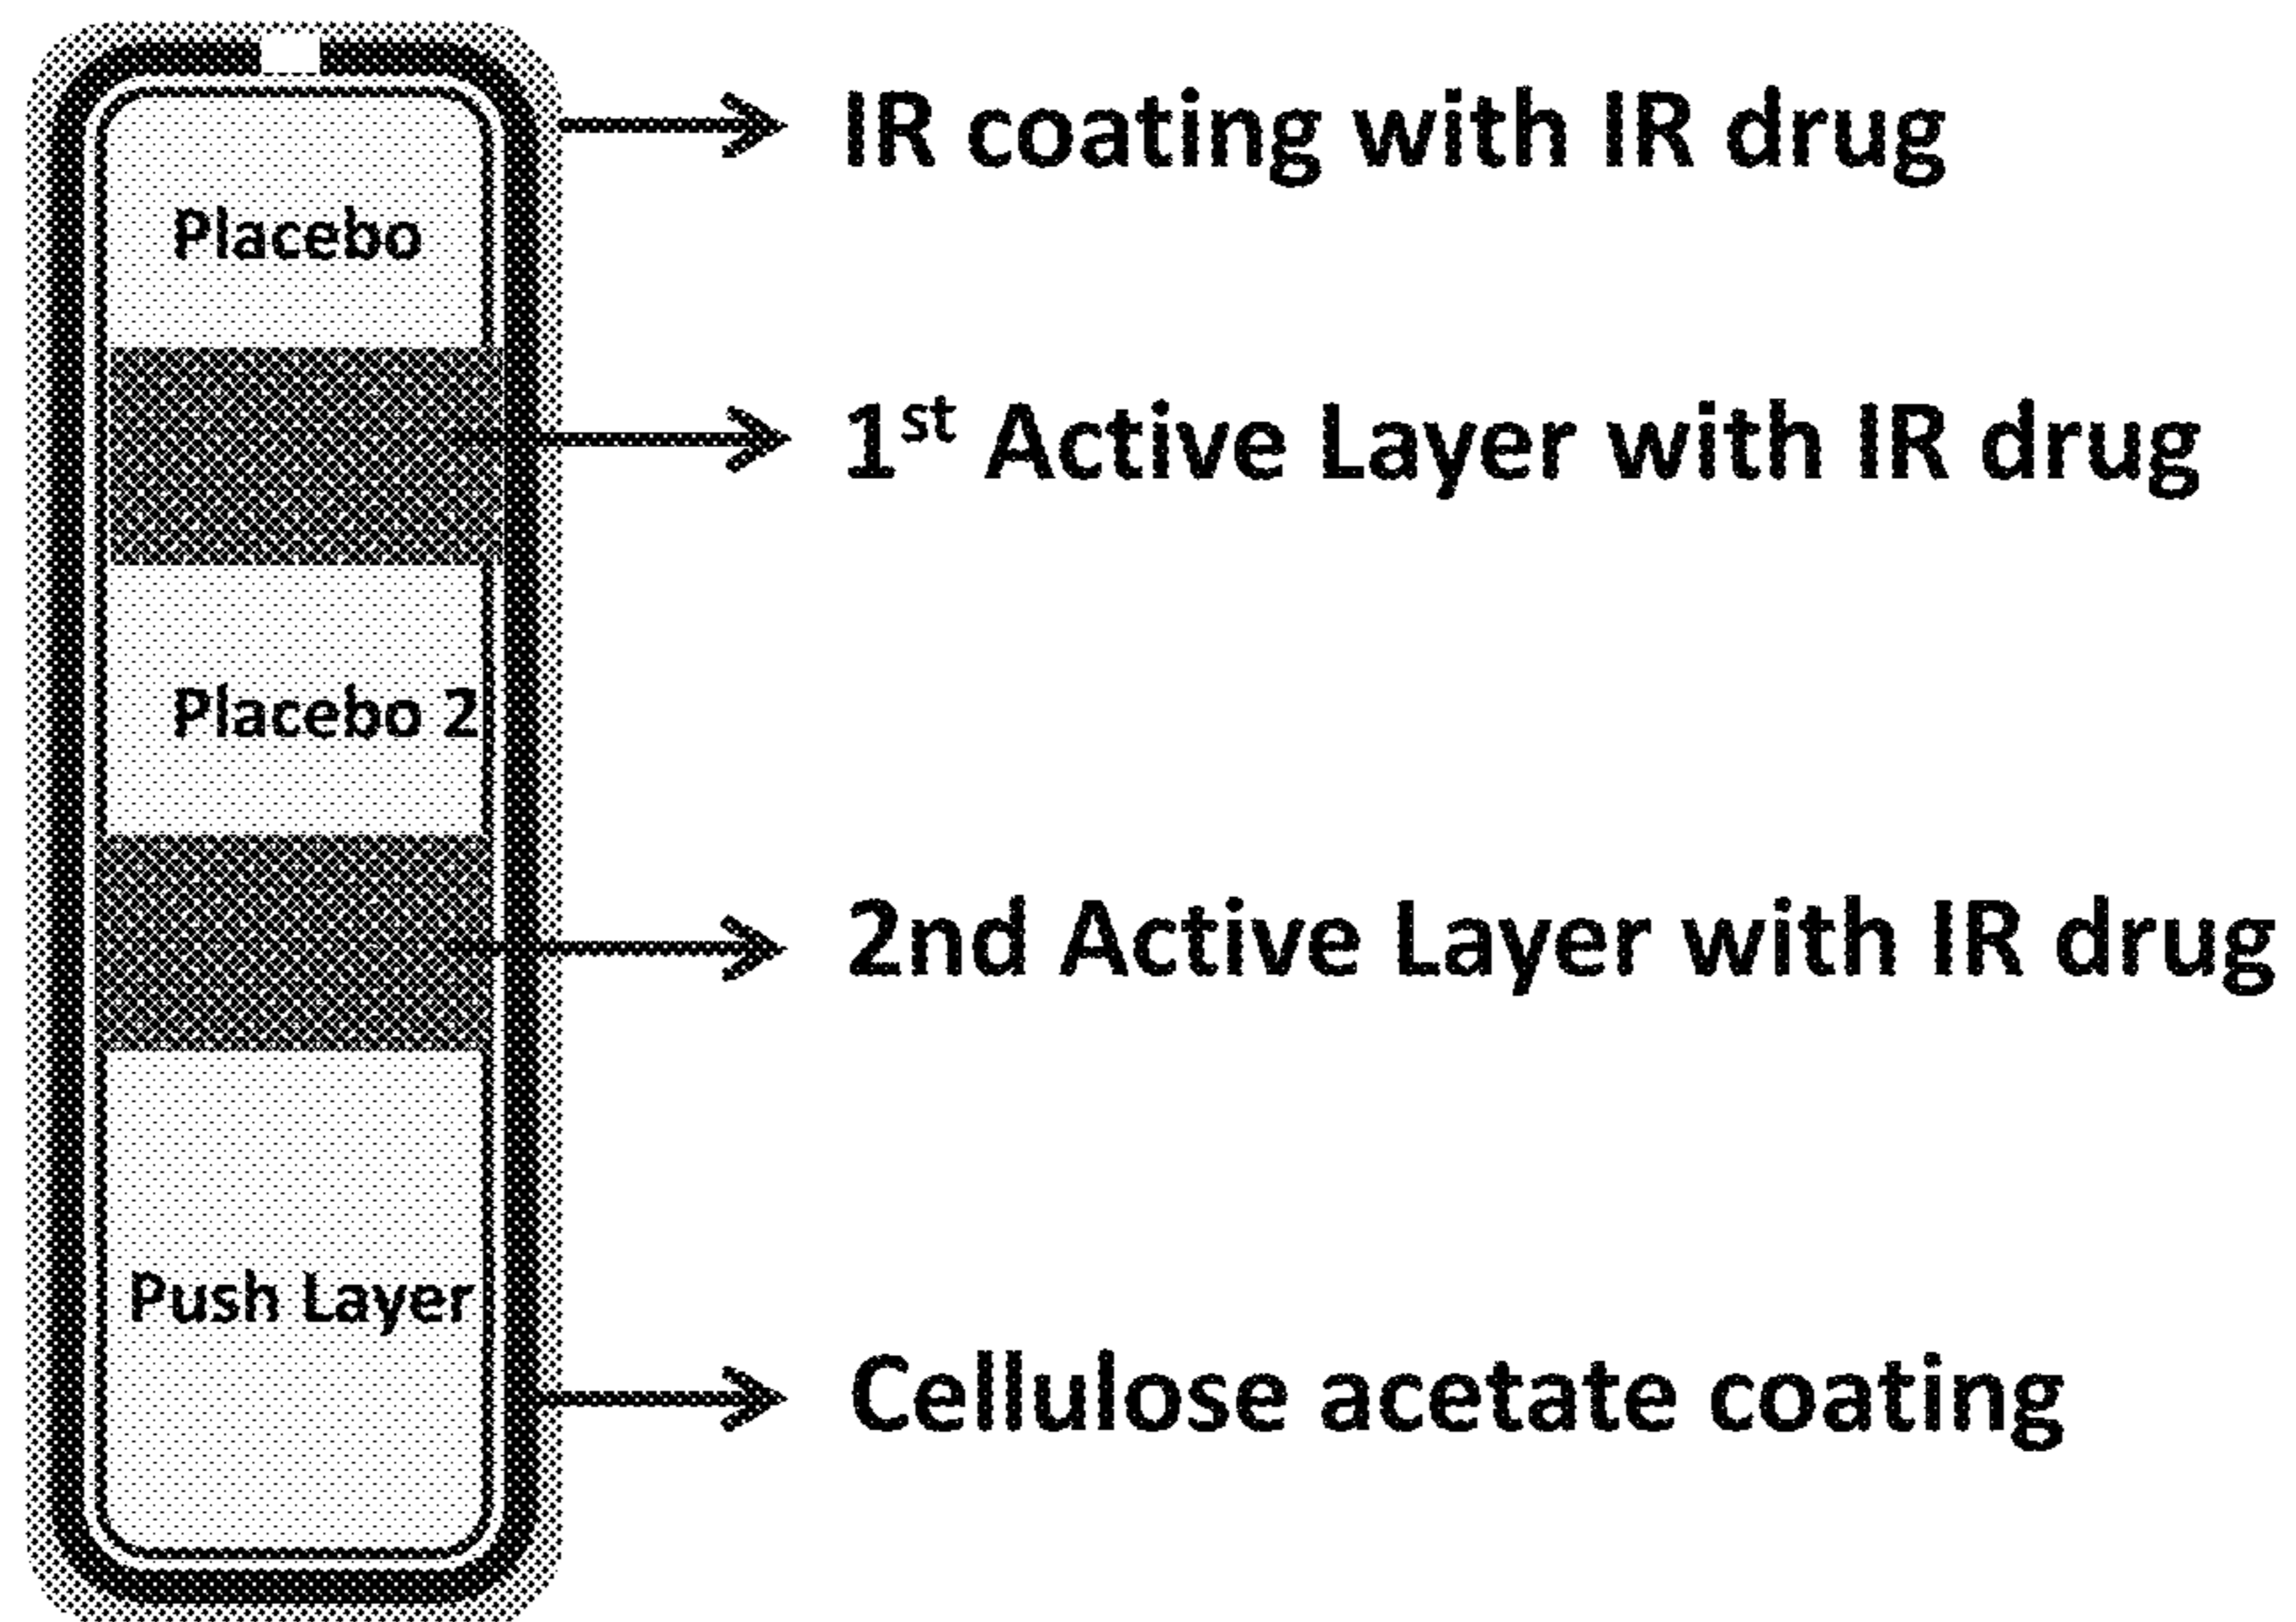 IR coating with IR drug
Placebo
1st Active Layer with IR drug
Placebo 2
2nd Active Layer with IR drug
Push Layer
Cellulose acetate coating